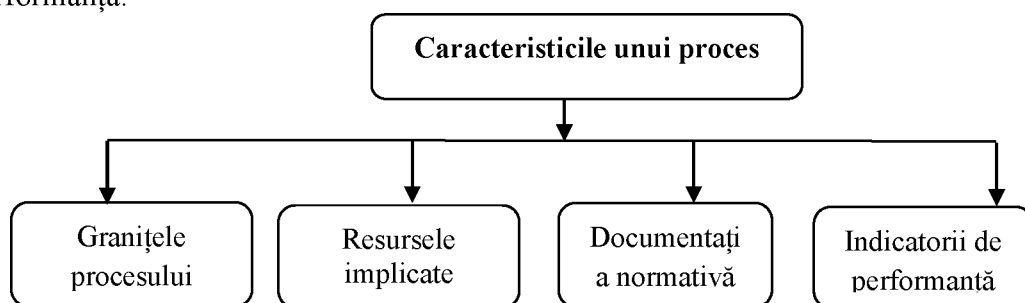 Caracteristicile unui proces
Granițele
procesului
Resursele
implicate
Documentați
a normativă
Indicatorii de
performanță